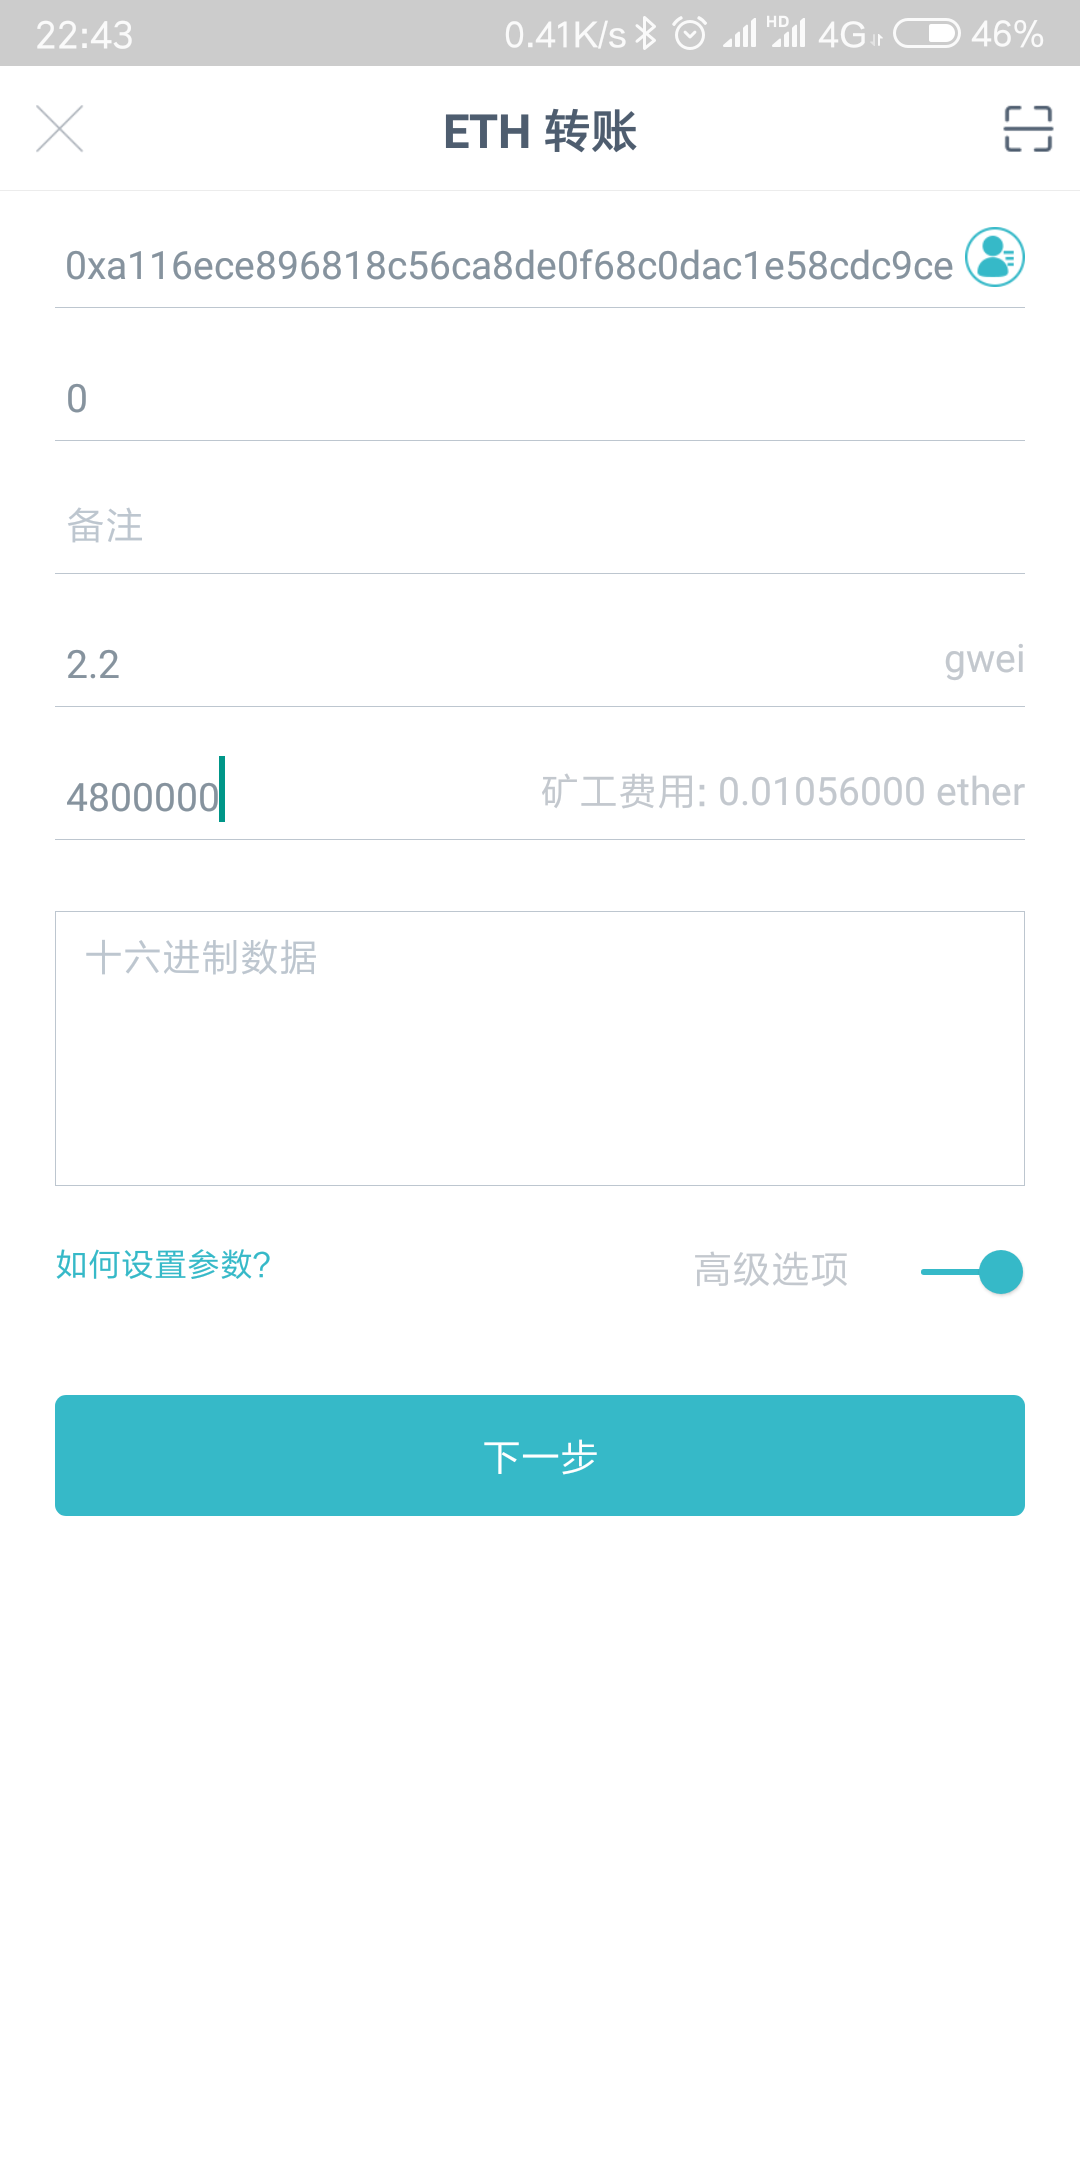 22:43 0.41K/s HD 4G 46%
ETH 转账
0xa116ece896818c56ca8de0f68c0dac1e58cdc9ce
0
备注
2.2 gwei
4800000 矿工费用: 0.01056000 ether
十六进制数据
如何设置参数? 高级选项
下一步